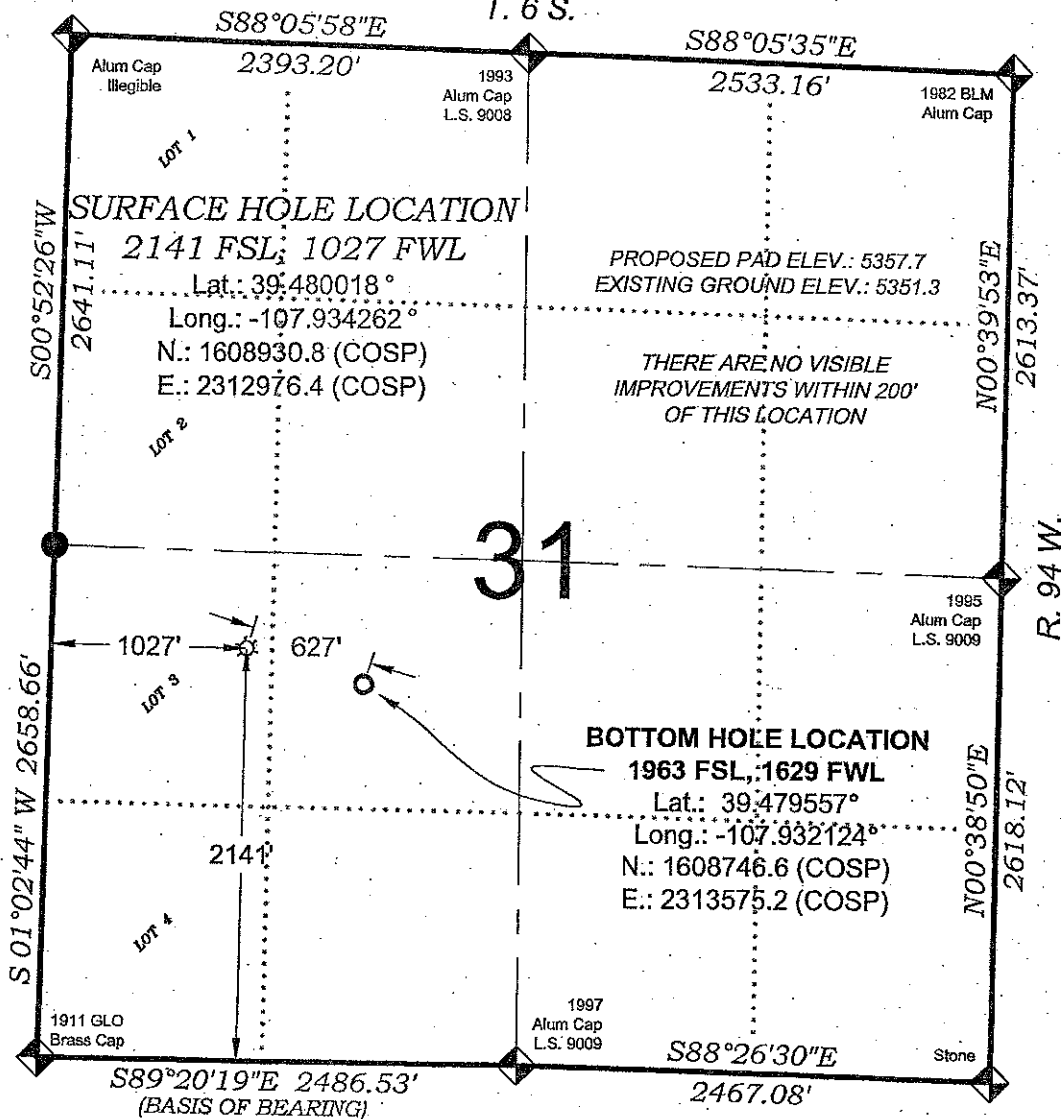 T. 6 S.
S88°05'58"E
2393.20'
S88°05'35"E
2533.16'
Alum Cap
Illegible
1993
Alum Cap
L.S. 9008
1982 BLM
Alum Cap
LOT 1
S00°52'26"W
2641.11'
SURFACE HOLE LOCATION
2141 FSL, 1027 FWL
Lat.: 39.480018°
Long.: -107.934262°
N.: 1608930.8 (COSP)
E.: 2312976.4 (COSP)
PROPOSED PAD ELEV.: 5357.7
EXISTING GROUND ELEV.: 5351.3
THERE ARE NO VISIBLE
IMPROVEMENTS WITHIN 200'
OF THIS LOCATION
N00°39'53"E
2613.37'
LOT 2
31
R. 94 W.
1995
Alum Cap
L.S. 9009
1027'
627'
LOT 3
S 01°02'44" W 2658.66'
BOTTOM HOLE LOCATION
1963 FSL, 1629 FWL
Lat.: 39.479557°
Long.: -107.932124°
N.: 1608746.6 (COSP)
E.: 2313575.2 (COSP)
N00°38'50"E
2618.12'
2141'
LOT 4
1911 GLO
Brass Cap
1997
Alum Cap
L.S. 9009
Stone
S89°20'19"E 2486.53'
(BASIS OF BEARING)
S88°26'30"E
2467.08'